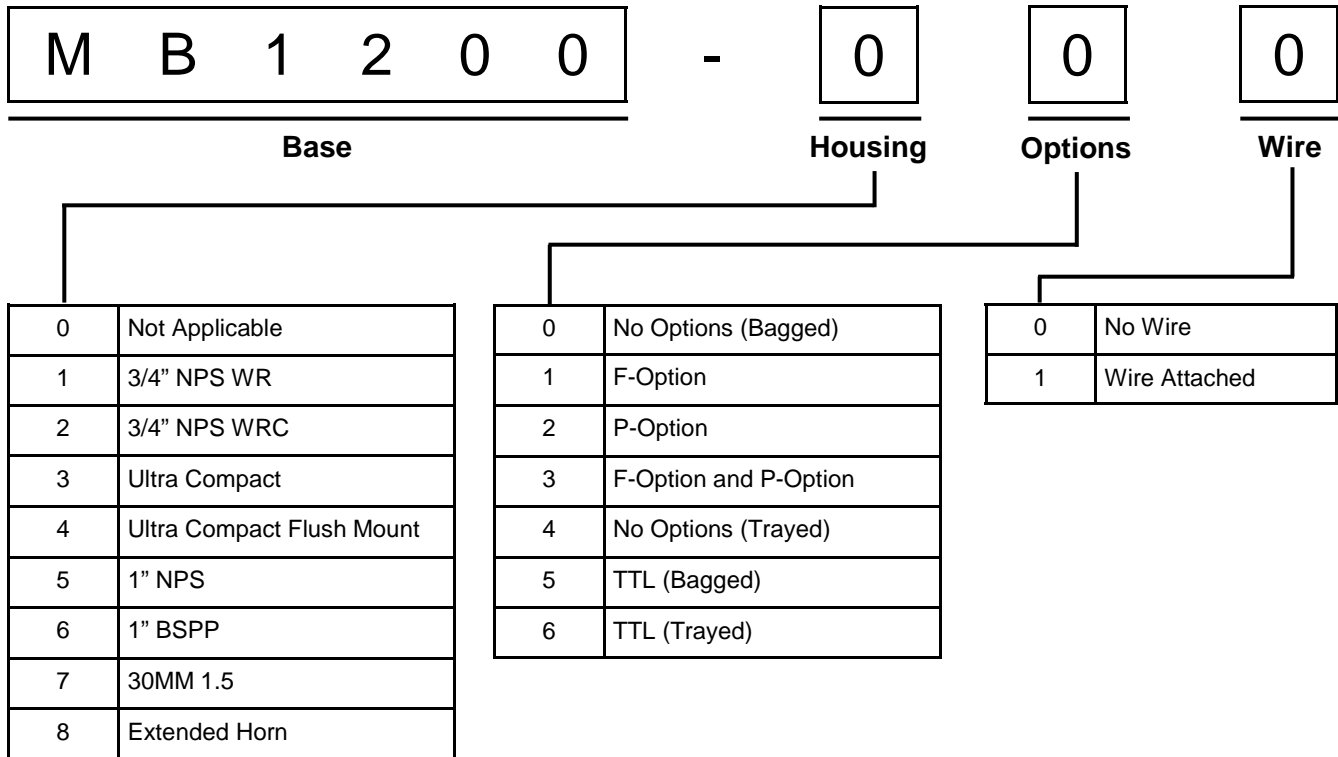 M B 1 2 0 0 - 0 0 0
Base Housing Options Wire
0 Not Applicable
1 3/4” NPS WR
2 3/4” NPS WRC
3 Ultra Compact
4 Ultra Compact Flush Mount
5 1” NPS
6 1” BSPP
7 30MM 1.5
8 Extended Horn
0 No Options (Bagged)
1 F-Option
2 P-Option
3 F-Option and P-Option
4 No Options (Trayed)
5 TTL (Bagged)
6 TTL (Trayed)
0 No Wire
1 Wire Attached